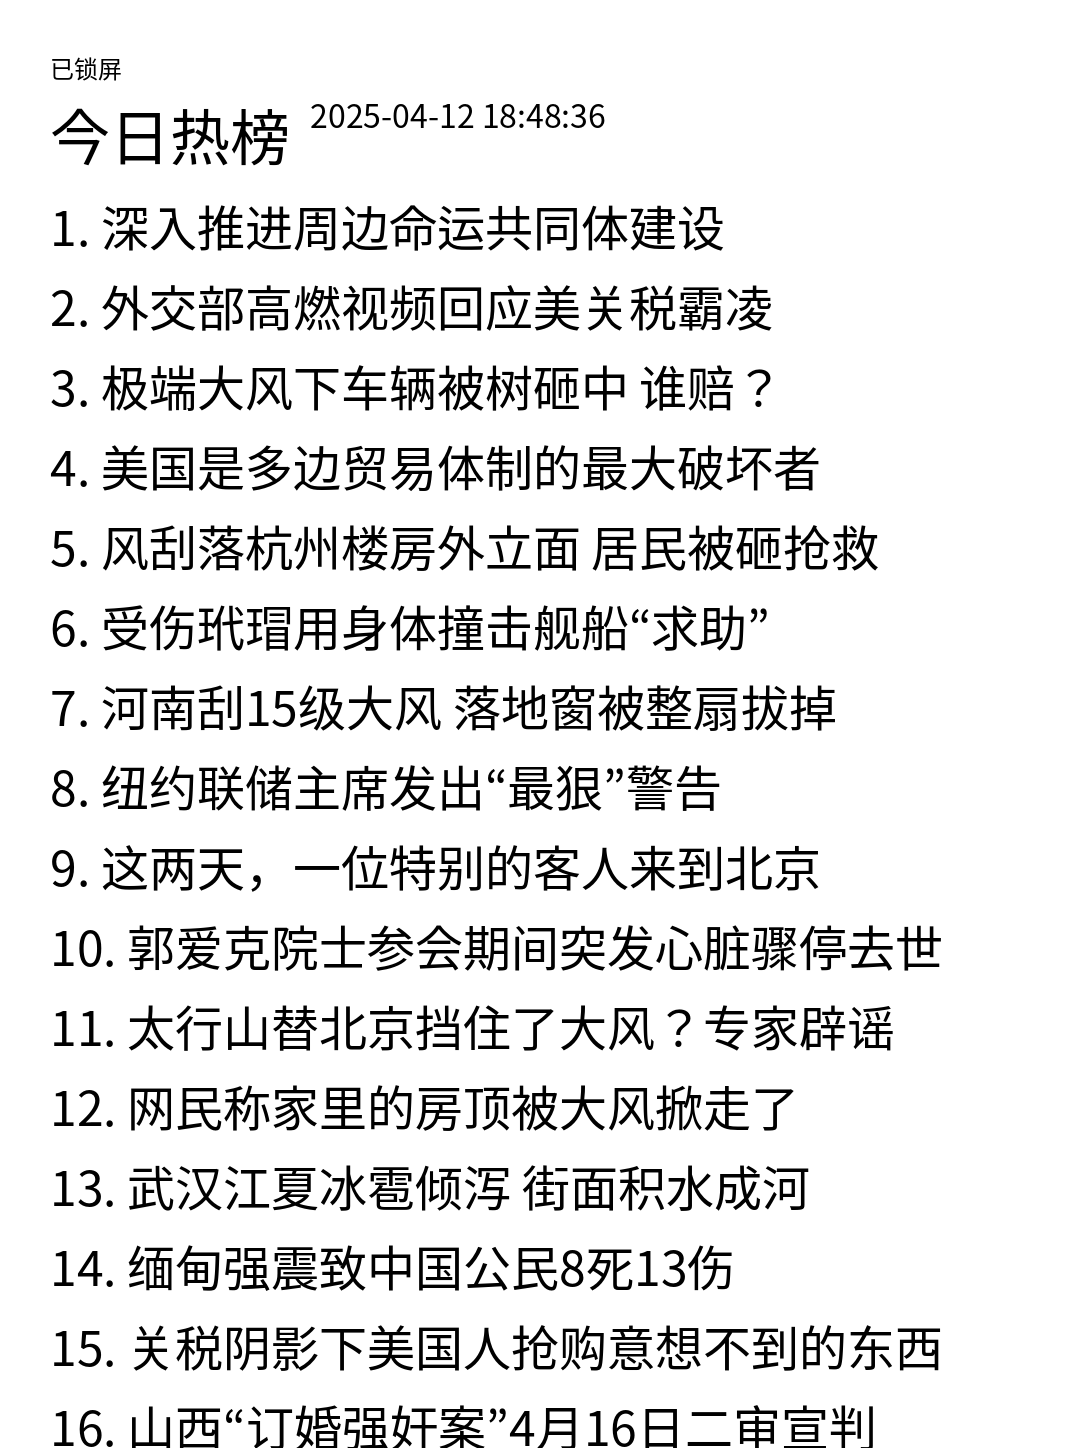 已锁屏
今日热榜 2025-04-12 18:48:36
1. 深入推进周边命运共同体建设
2. 外交部高燃视频回应美关税霸凌
3. 极端大风下车辆被树砸中 谁赔？
4. 美国是多边贸易体制的最大破坏者
5. 风刮落杭州楼房外立面 居民被砸抢救
6. 受伤玳瑁用身体撞击舰船“求助”
7. 河南刮15级大风 落地窗被整扇拔掉
8. 纽约联储主席发出“最狠”警告
9. 这两天，一位特别的客人来到北京
10. 郭爱克院士参会期间突发心脏骤停去世
11. 太行山替北京挡住了大风？专家辟谣
12. 网民称家里的房顶被大风掀走了
13. 武汉江夏冰雹倾泻 街面积水成河
14. 缅甸强震致中国公民8死13伤
15. 关税阴影下美国人抢购意想不到的东西
16. 山西“订婚强奸案”4月16日二审宣判